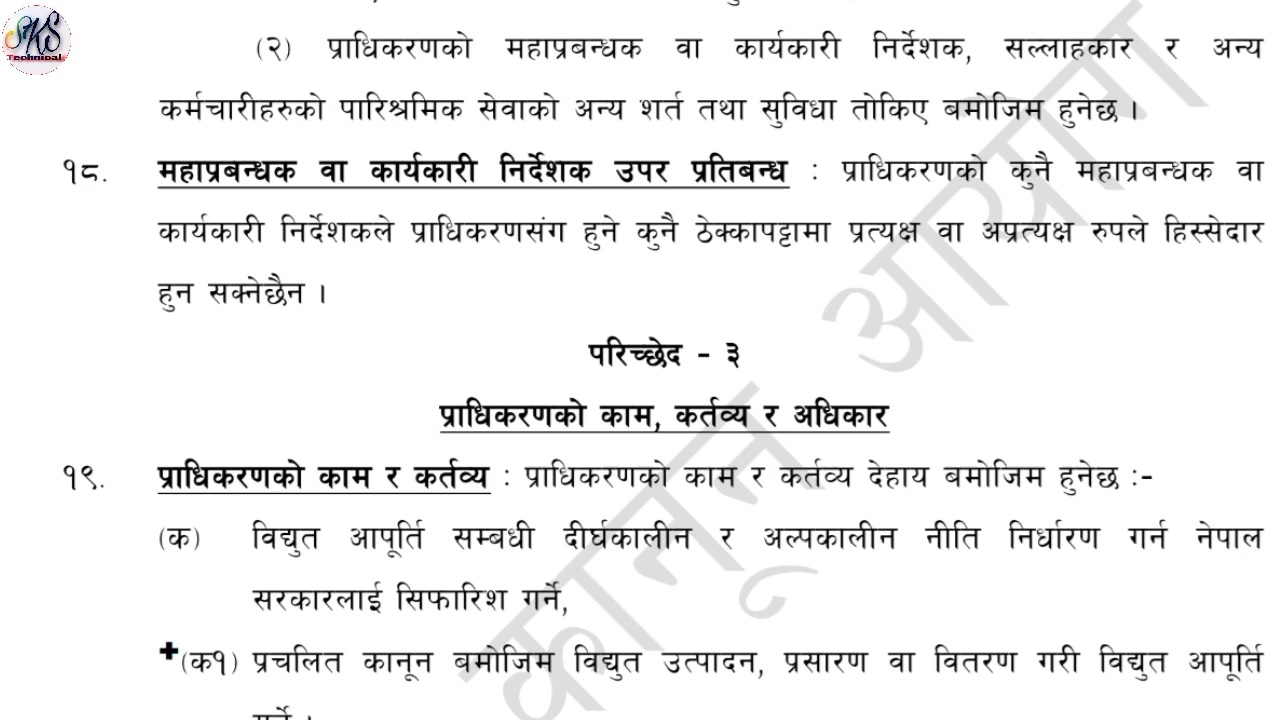 SKS
Technical
(२) प्राधिकरणको महाप्रबन्धक वा कार्यकारी निर्देशक, सल्लाहकार र अन्य
कर्मचारीहरुको पारिश्रमिक सेवाको अन्य शर्त तथा सुविधा तोकिए बमोजिम हुनेछ ।
१८. महाप्रबन्धक वा कार्यकारी निर्देशक उपर प्रतिबन्ध : प्राधिकरणको कुनै महाप्रबन्धक वा
कार्यकारी निर्देशकले प्राधिकरणसंग हुने कुनै ठेक्कापट्टामा प्रत्यक्ष वा अप्रत्यक्ष रुपले हिस्सेदार
हुन सक्नेछैन ।
परिच्छेद - ३
प्राधिकरणको काम, कर्तव्य र अधिकार
१९. प्राधिकरणको काम र कर्तव्य : प्राधिकरणको काम र कर्तव्य देहाय बमोजिम हुनेछ :-
(क) विद्युत आपूर्ति सम्बधी दीर्घकालीन र अल्पकालीन नीति निर्धारण गर्न नेपाल
सरकारलाई सिफारिश गर्ने,
+(क१) प्रचलित कानून बमोजिम विद्युत उत्पादन, प्रसारण वा वितरण गरी विद्युत आपूर्ति
कानून आयोग